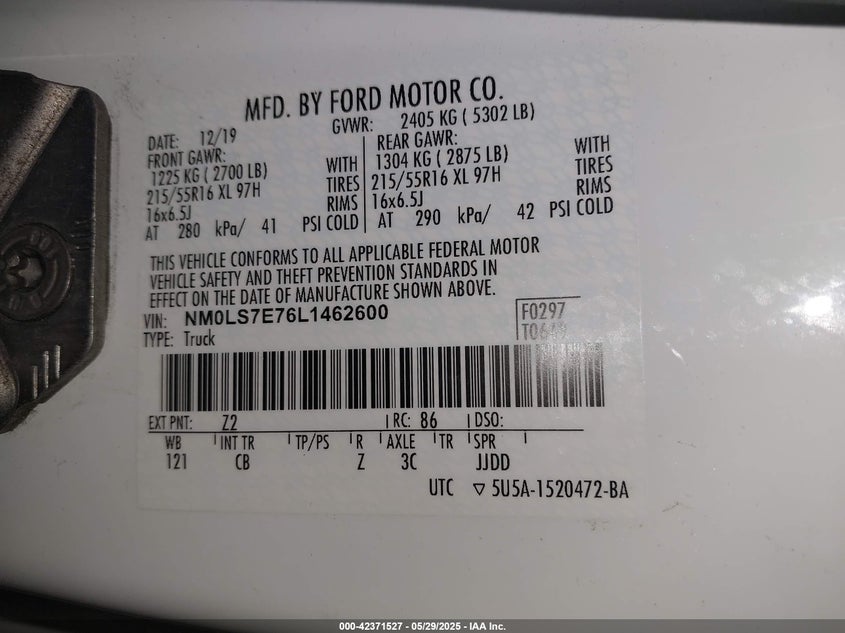 MFD. BY FORD MOTOR CO.
DATE: 12/19 GVWR: 2405 KG ( 5302 LB)
FRONT GAWR: WITH
1225 KG ( 2700 LB) TIRES
215/55R16 XL 97H RIMS
16x6.5J
AT 280 kPa/ 41 PSI COLD
REAR GAWR: WITH
1304 KG ( 2875 LB) TIRES
215/55R16 XL 97H RIMS
16x6.5J
AT 290 kPa/ 42 PSI COLD
THIS VEHICLE CONFORMS TO ALL APPLICABLE FEDERAL MOTOR
VEHICLE SAFETY AND THEFT PREVENTION STANDARDS IN
EFFECT ON THE DATE OF MANUFACTURE SHOWN ABOVE.
VIN: NM0LS7E76L1462600 F0297
TYPE: Truck
EXT PNT: Z2 RC: 86 DSO:
WB INT TR TP/PS R AXLE TR SPR
121 CB Z 3C JJDD
UTC ▽ 5U5A-1520472-BA
000-42371527 - 05/29/2025 - IAA Inc.